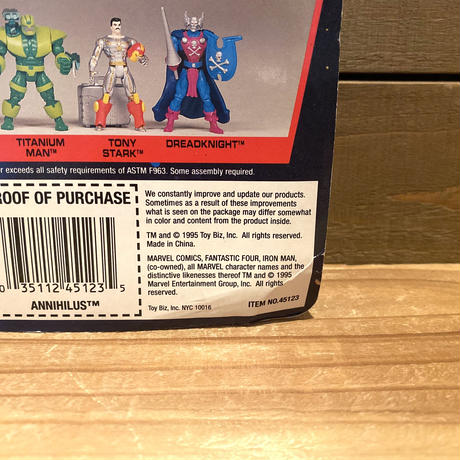 TITANIUM MAN™
TONY STARK™
DREADKNIGHT™
r exceeds all safety requirements of ASTM F963. Some assembly required.
ROOF OF PURCHASE
0 35112 45123 5
ANNIHILUS™
We constantly improve and update our products.
Sometimes as a result of these improvements
what is seen on the package may differ somewhat
in color and content from the product inside.
TM and © 1995 Toy Biz, Inc. All rights reserved.
Made in China.
MARVEL COMICS, FANTASTIC FOUR, IRON MAN,
(co-owned), all MARVEL character names and the
distinctive likenesses thereof TM and © 1995
Marvel Entertainment Group, Inc. All rights
reserved.
Toy Biz, Inc. NYC 10016
ITEM NO.45123